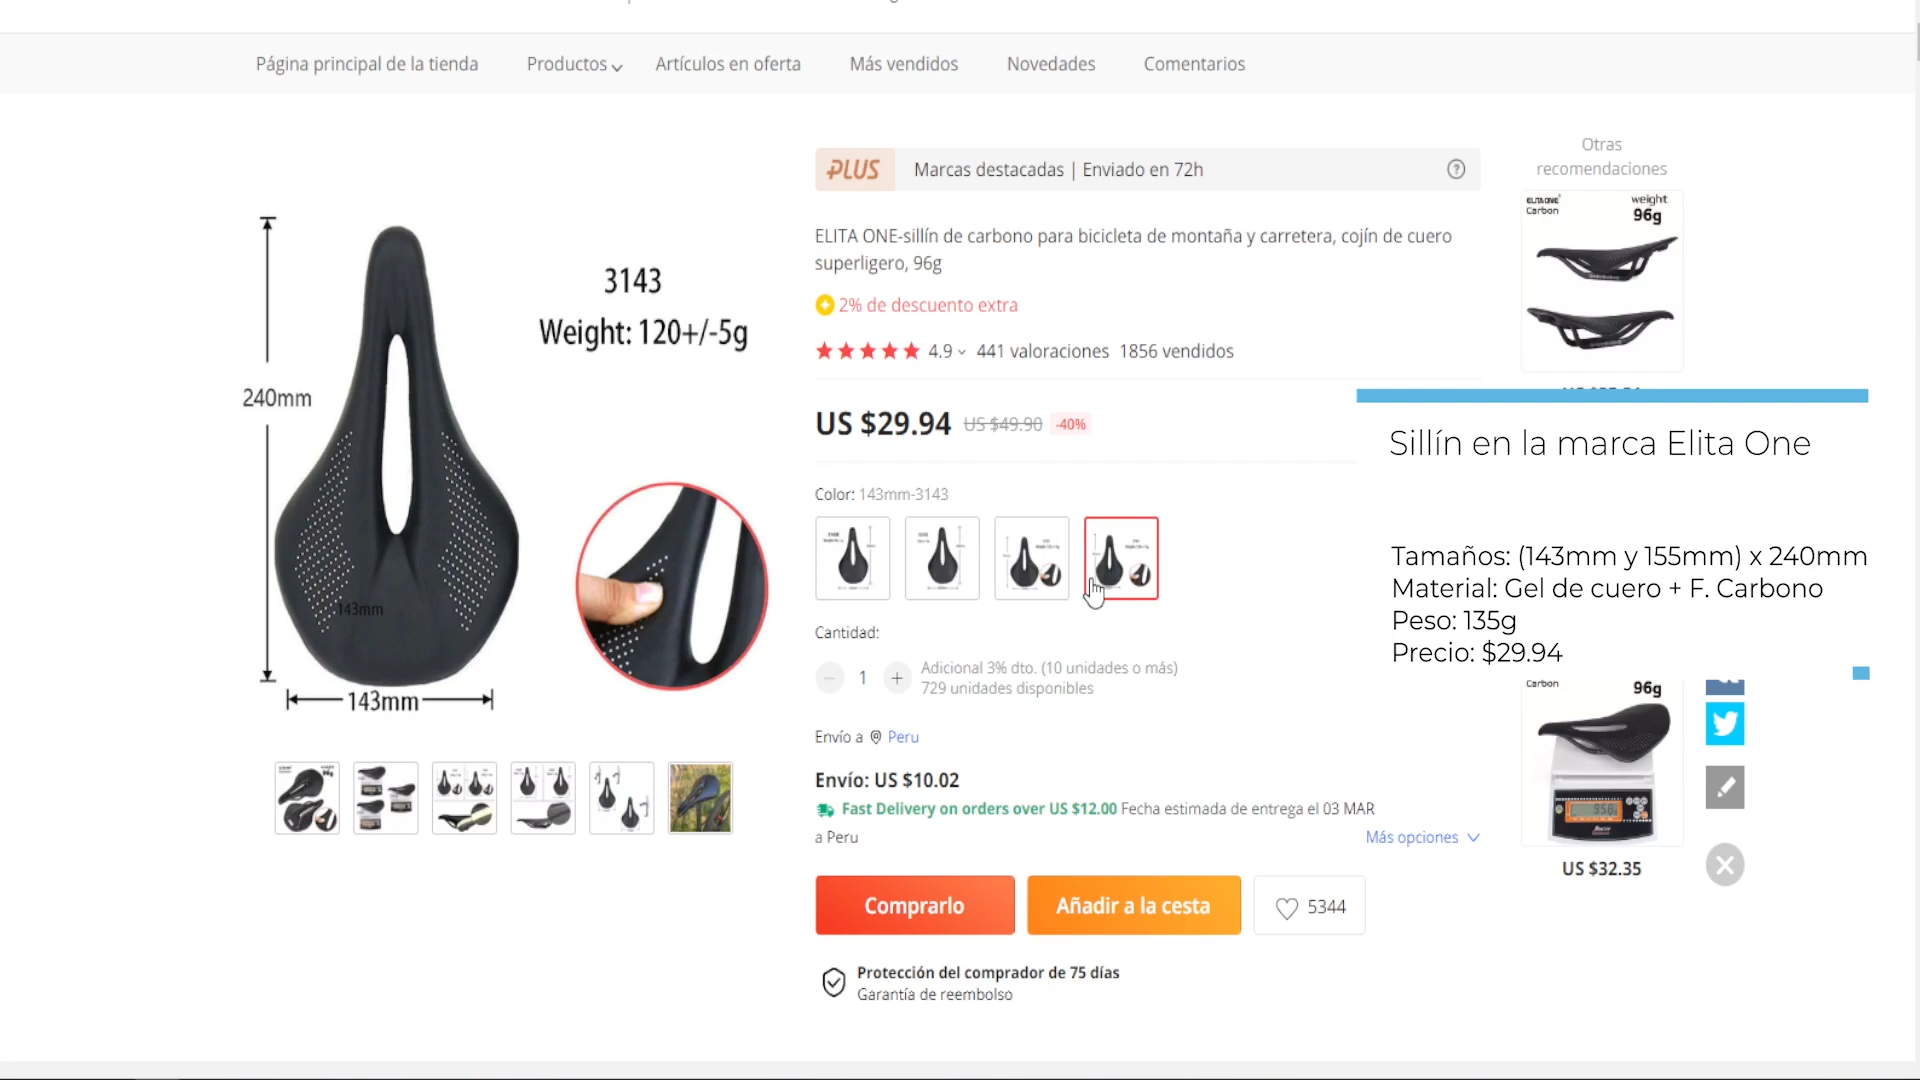 Página principal de la tienda
Productos
Artículos en oferta
Más vendidos
Novedades
Comentarios
PLUS Marcas destacadas | Enviado en 72h
ELITA ONE-sillín de carbono para bicicleta de montaña y carretera, cojín de cuero
superligero, 96g
2% de descuento extra
4.9 441 valoraciones 1856 vendidos
US $29.94 US $49.90 -40%
Color: 143mm-3143
Cantidad:
1
Adicional 3% dto. (10 unidades o más)
729 unidades disponibles
Envío a Peru
Envío: US $10.02
Fast Delivery on orders over US $12.00 Fecha estimada de entrega el 03 MAR
a Peru
Más opciones
Comprarlo
Añadir a la cesta
5344
Protección del comprador de 75 días
Garantía de reembolso
3143
Weight: 120+/-5g
240mm
143mm
143mm
Otras
recomendaciones
ELITA ONE
Carbon
weight
96g
Sillín en la marca Elita One
Tamaños: (143mm y 155mm) x 240mm
Material: Gel de cuero + F. Carbono
Peso: 135g
Precio: $29.94
Carbon
96g
US $32.35